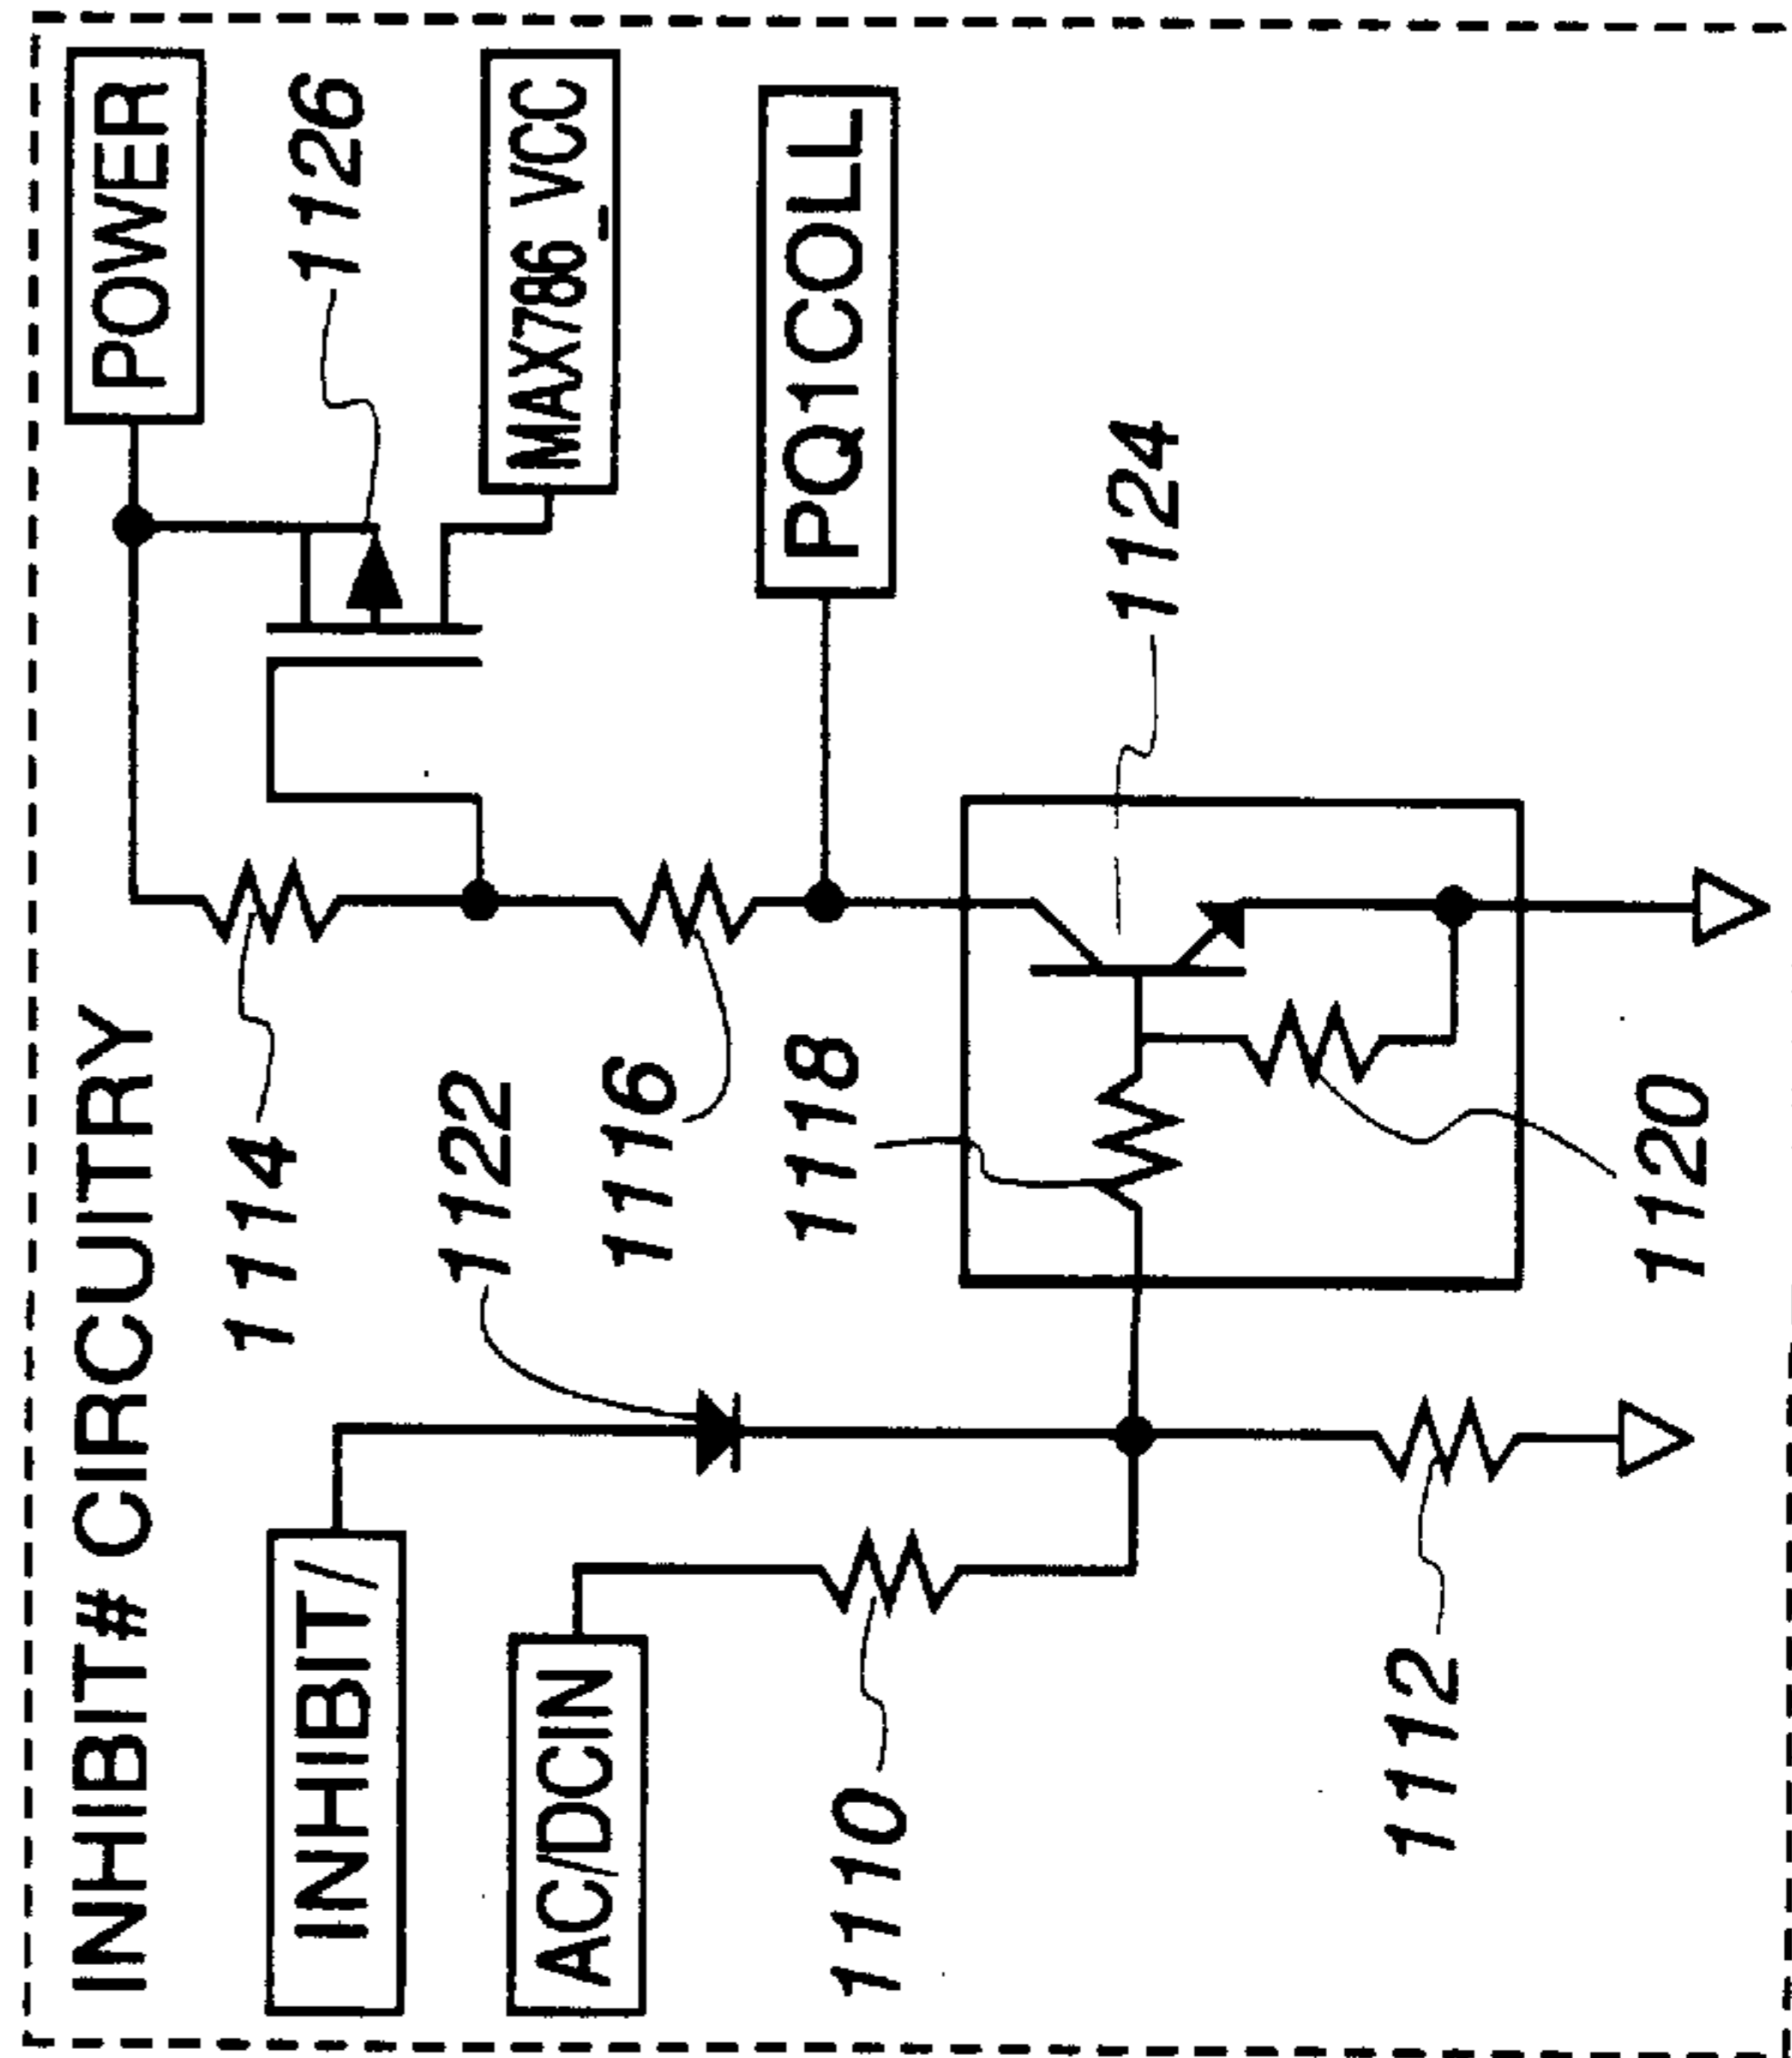 INHIBIT# CIRCUITRY
POWER
1126
1114
INHIBIT/
1122
MAX786_VCC
AC/DCIN
1116
PQ1COLL
1118
1110
1124
1112
1120